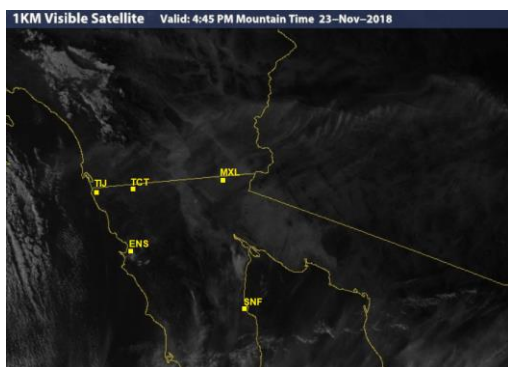 1KM Visible Satellite Valid: 4:45 PM Mountain Time 23-Nov-2018
MXL
TIJ TCT
ENS
SNF